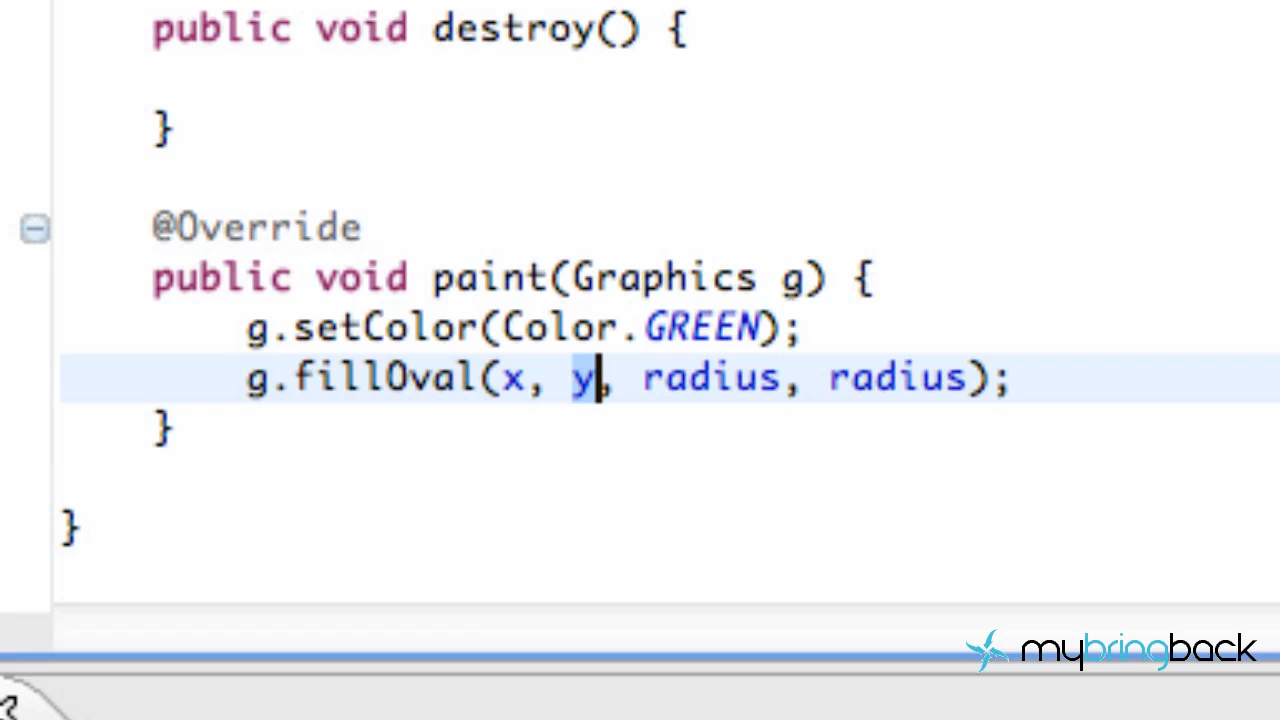 public void destroy() {
}
@Override
public void paint(Graphics g) {
g.setColor(Color.GREEN);
g.fillOval(x, y, radius, radius);
}
}
mybringback